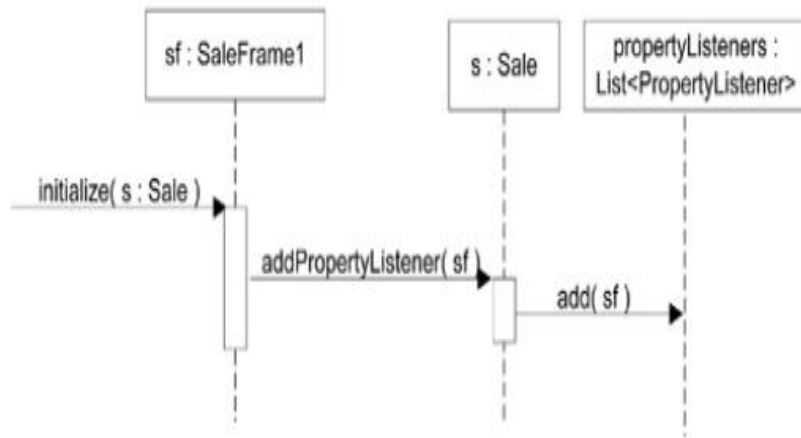 sf : SaleFrame1
s : Sale
propertyListeners :
List<PropertyListener>
initialize( s : Sale )
addPropertyListener( sf )
add( sf )